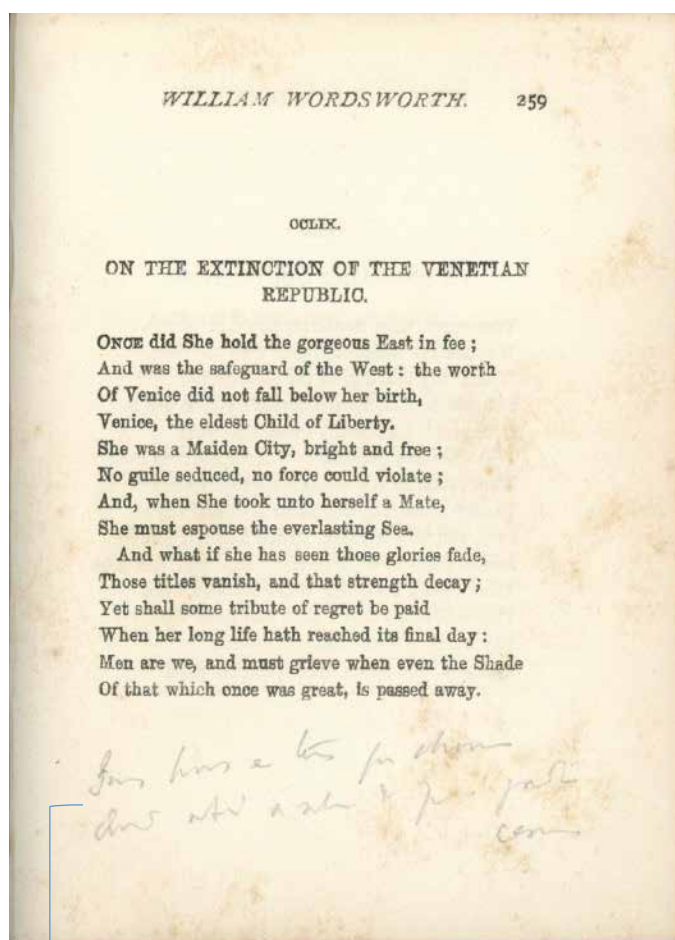 WILLIAM WORDSWORTH. 259
CCLIX.
ON THE EXTINCTION OF THE VENETIAN
REPUBLIC.
ONCE did She hold the gorgeous East in fee ;
And was the safeguard of the West : the worth
Of Venice did not fall below her birth,
Venice, the eldest Child of Liberty.
She was a Maiden City, bright and free ;
No guile seduced, no force could violate ;
And, when She took unto herself a Mate,
She must espouse the everlasting Sea.
And what if she has seen those glories fade,
Those titles vanish, and that strength decay ;
Yet shall some tribute of regret be paid
When her long life hath reached its final day :
Men are we, and must grieve when even the Shade
Of that which once was great, is passed away.